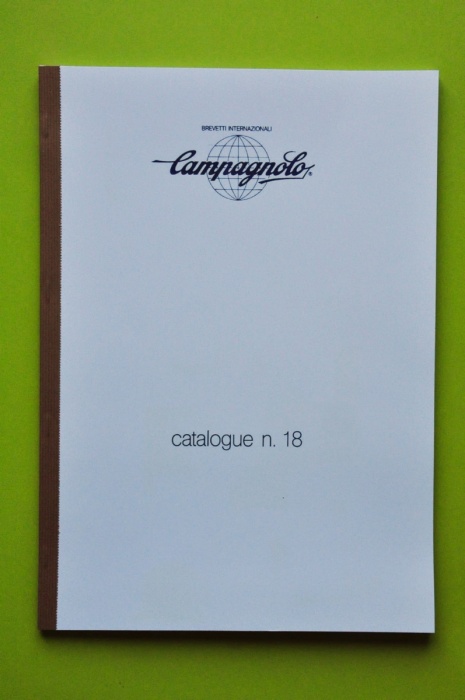 BREVETTI INTERNAZIONALI
Campagnolo®
catalogue n. 18